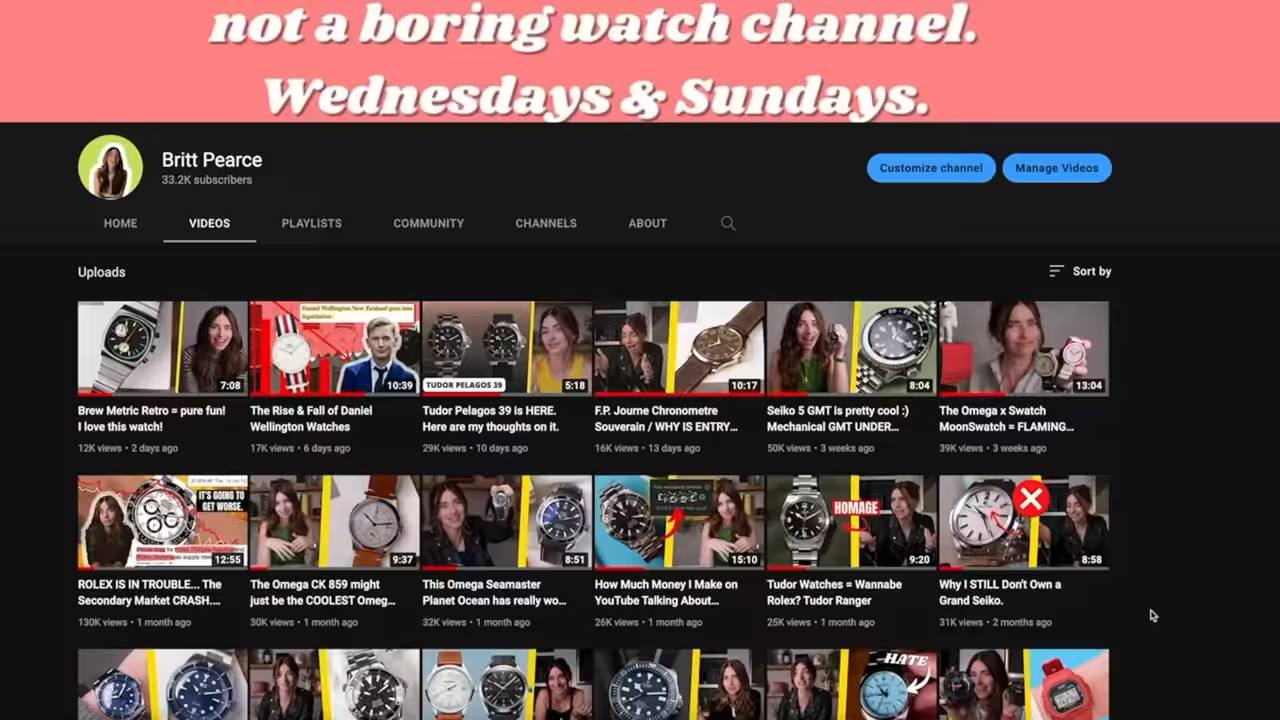 not a boring watch channel.
Wednesdays & Sundays.
Britt Pearce
33.2K subscribers
Customize channel
Manage Videos
HOME
VIDEOS
PLAYLISTS
COMMUNITY
CHANNELS
ABOUT
Uploads
Sort by
7:08
Daniel Wellington New Zealand goes into
liquidation
10:39
TUDOR PELAGOS 39
5:18
10:17
8:04
13:04
Brew Metric Retro = pure fun!
I love this watch!
12K views • 2 days ago
The Rise & Fall of Daniel
Wellington Watches
17K views • 6 days ago
Tudor Pelagos 39 is HERE.
Here are my thoughts on it.
29K views • 10 days ago
F.P. Journe Chronometre
Souverain / WHY IS ENTRY...
16K views • 13 days ago
Seiko 5 GMT is pretty cool :)
Mechanical GMT UNDER...
50K views • 3 weeks ago
The Omega x Swatch
MoonSwatch = FLAMING...
39K views • 3 weeks ago
IT'S GOING TO
GET WORSE.
12:55
9:37
8:51
15:10
HOMAGE
9:20
8:58
ROLEX IS IN TROUBLE... The
Secondary Market CRASH....
130K views • 1 month ago
The Omega CK 859 might
just be the COOLEST Omeg...
30K views • 1 month ago
This Omega Seamaster
Planet Ocean has really wo...
32K views • 1 month ago
How Much Money I Make on
YouTube Talking About...
26K views • 1 month ago
Tudor Watches = Wannabe
Rolex? Tudor Ranger
25K views • 1 month ago
Why I STILL Don't Own a
Grand Seiko.
31K views • 2 months ago
HATE